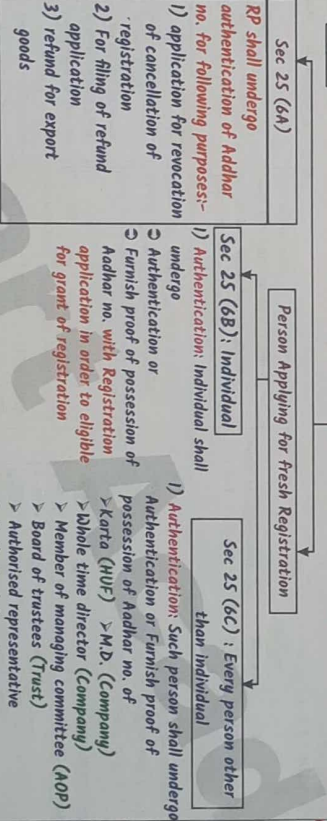 Person Applying for fresh Registration
Sec 25 (6A)
RP shall undergo
authentication of Addhar
no. for following purposes:-
1) application for revocation
of cancellation of
registration
2) For filing of refund
application
3) refund for export
goods
Sec 25 (6B): Individual
1) Authentication: Individual shall
undergo
➲ Authentication or
➲ Furnish proof of possession of
Aadhar no. with Registration
application in order to eligible
for grant of registration
Sec 25 (6C) : Every person other
than individual
1) Authentication: Such person shall undergo
Authentication or Furnish proof of
possession of Aadhar no. of
➢ Karta (HUF) ➢ M.D. (Company)
➢ Whole time director (Company)
➢ Member of managing committee (AOP)
➢ Board of trustees (Trust)
➢ Authorised representative